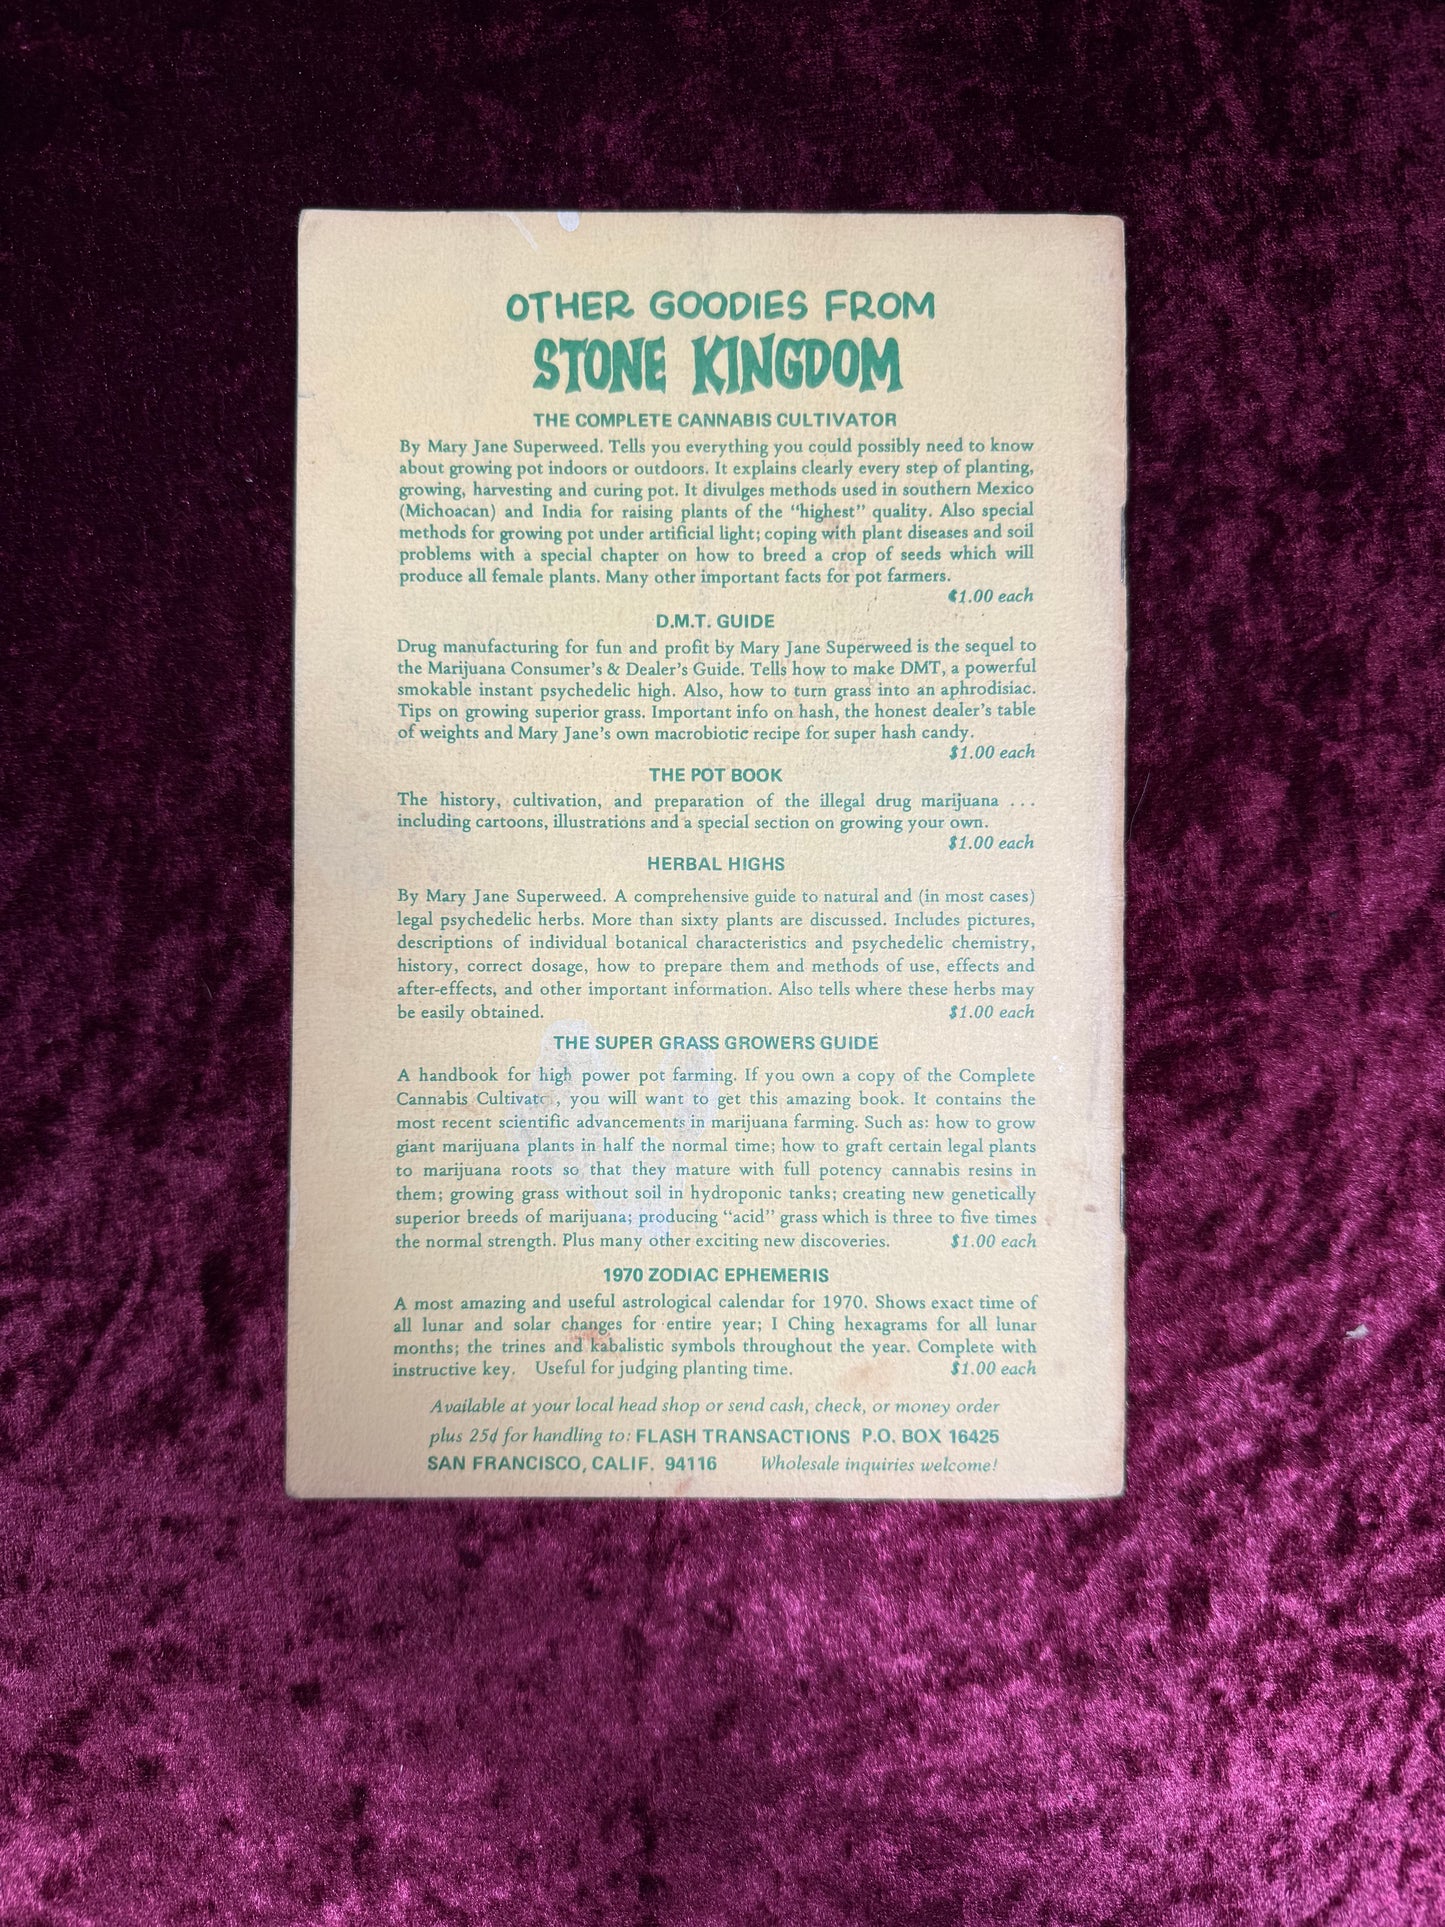 OTHER GOODIES FROM
STONE KINGDOM
THE COMPLETE CANNABIS CULTIVATOR
By Mary Jane Superweed. Tells you everything you could possibly need to know
about growing pot indoors or outdoors. It explains clearly every step of planting,
growing, harvesting and curing pot. It divulges methods used in southern Mexico
(Michoacan) and India for raising plants of the "highest" quality. Also special
methods for growing pot under artificial light; coping with plant diseases and soil
problems with a special chapter on how to breed a crop of seeds which will
produce all female plants. Many other important facts for pot farmers.
$1.00 each
D.M.T. GUIDE
Drug manufacturing for fun and profit by Mary Jane Superweed is the sequel to
the Marijuana Consumer's & Dealer's Guide. Tells how to make DMT, a powerful
smokable instant psychedelic high. Also, how to turn grass into an aphrodisiac.
Tips on growing superior grass. Important info on hash, the honest dealer's table
of weights and Mary Jane's own macrobiotic recipe for super hash candy.
$1.00 each
THE POT BOOK
The history, cultivation, and preparation of the illegal drug marijuana ...
including cartoons, illustrations and a special section on growing your own.
$1.00 each
HERBAL HIGHS
By Mary Jane Superweed. A comprehensive guide to natural and (in most cases)
legal psychedelic herbs. More than sixty plants are discussed. Includes pictures,
descriptions of individual botanical characteristics and psychedelic chemistry,
history, correct dosage, how to prepare them and methods of use, effects and
after-effects, and other important information. Also tells where these herbs may
be easily obtained. $1.00 each
THE SUPER GRASS GROWERS GUIDE
A handbook for high power pot farming. If you own a copy of the Complete
Cannabis Cultivator, you will want to get this amazing book. It contains the
most recent scientific advancements in marijuana farming. Such as: how to grow
giant marijuana plants in half the normal time; how to graft certain legal plants
to marijuana roots so that they mature with full potency cannabis resins in
them; growing grass without soil in hydroponic tanks; creating new genetically
superior breeds of marijuana; producing "acid" grass which is three to five times
the normal strength. Plus many other exciting new discoveries. $1.00 each
1970 ZODIAC EPHEMERIS
A most amazing and useful astrological calendar for 1970. Shows exact time of
all lunar and solar changes for entire year; I Ching hexagrams for all lunar
months; the trines and kabalistic symbols throughout the year. Complete with
instructive key. Useful for judging planting time. $1.00 each
Available at your local head shop or send cash, check, or money order
plus 25¢ for handling to: FLASH TRANSACTIONS P.O. BOX 16425
SAN FRANCISCO, CALIF. 94116 Wholesale inquiries welcome!